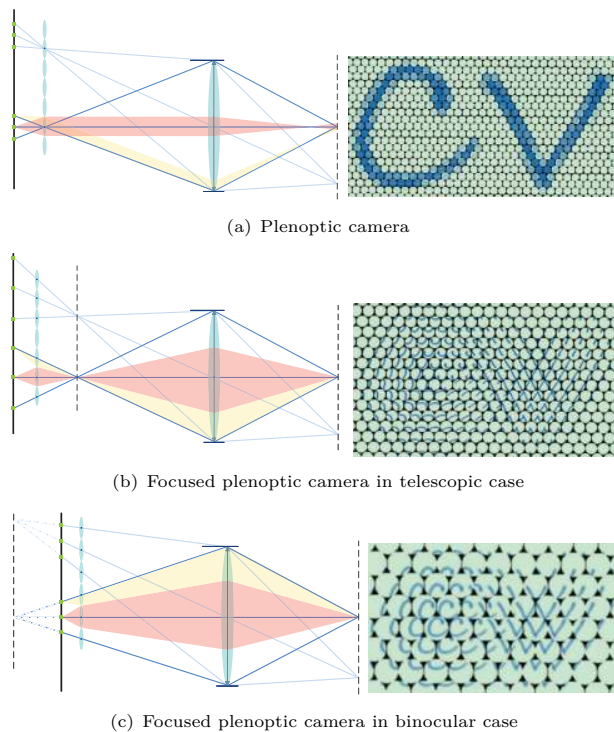 CV
(a) Plenoptic camera
(b) Focused plenoptic camera in telescopic case
(c) Focused plenoptic camera in binocular case